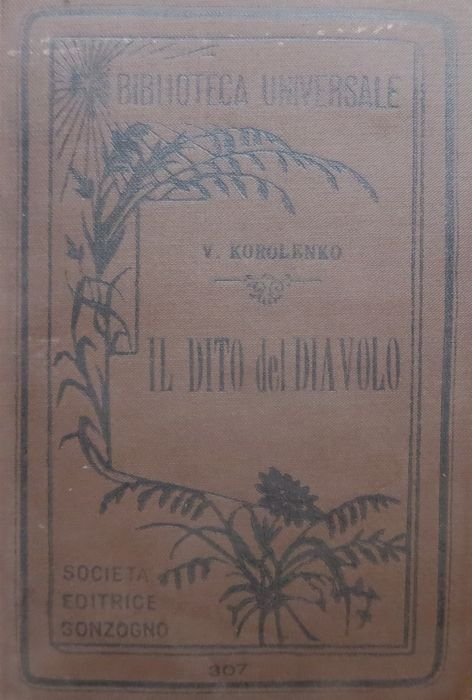 BIBLIOTECA UNIVERSALE
V. KOROLENKO
IL DITO del DIAVOLO
SOCIETÀ
EDITRICE
SONZOGNO
307